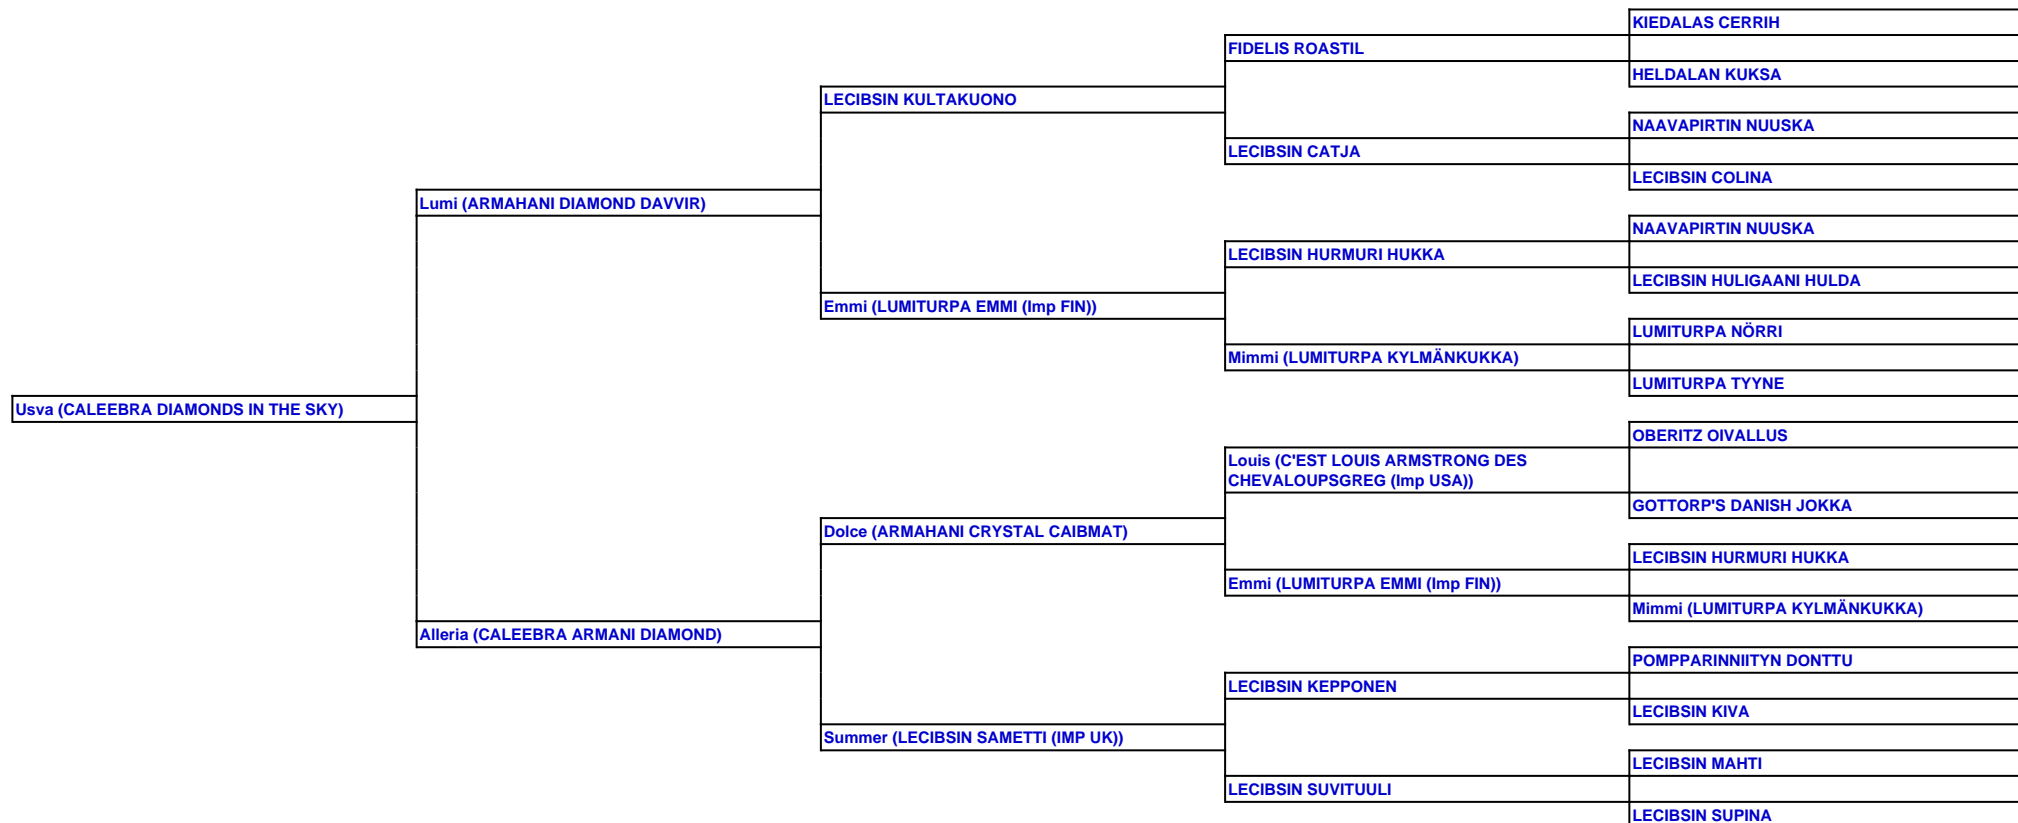 KIEDALAS CERRIH
FIDELIS ROASTIL
HELDALAN KUKSA
LECIBSIN KULTAKUONO
NAAVAPIRTIN NUUSKA
LECIBSIN CATJA
LECIBSIN COLINA
Lumi (ARMAHANI DIAMOND DAVVIR)
NAAVAPIRTIN NUUSKA
LECIBSIN HURMURI HUKKA
LECIBSIN HULIGAANI HULDA
Emmi (LUMITURPA EMMI (Imp FIN))
LUMITURPA NÖRRI
Mimmi (LUMITURPA KYLMÄNKUKKA)
LUMITURPA TYYNE
Usva (CALEEBRA DIAMONDS IN THE SKY)
OBERITZ OIVALLUS
Louis (C'EST LOUIS ARMSTRONG DES
CHEVALOUPSGREG (Imp USA))
GOTTORP'S DANISH JOKKA
Dolce (ARMAHANI CRYSTAL CAIBMAT)
LECIBSIN HURMURI HUKKA
Emmi (LUMITURPA EMMI (Imp FIN))
Mimmi (LUMITURPA KYLMÄNKUKKA)
Alleria (CALEEBRA ARMANI DIAMOND)
POMPPARINNIITYN DONTTU
LECIBSIN KEPPONEN
LECIBSIN KIVA
Summer (LECIBSIN SAMETTI (IMP UK))
LECIBSIN MAHTI
LECIBSIN SUVITUULI
LECIBSIN SUPINA